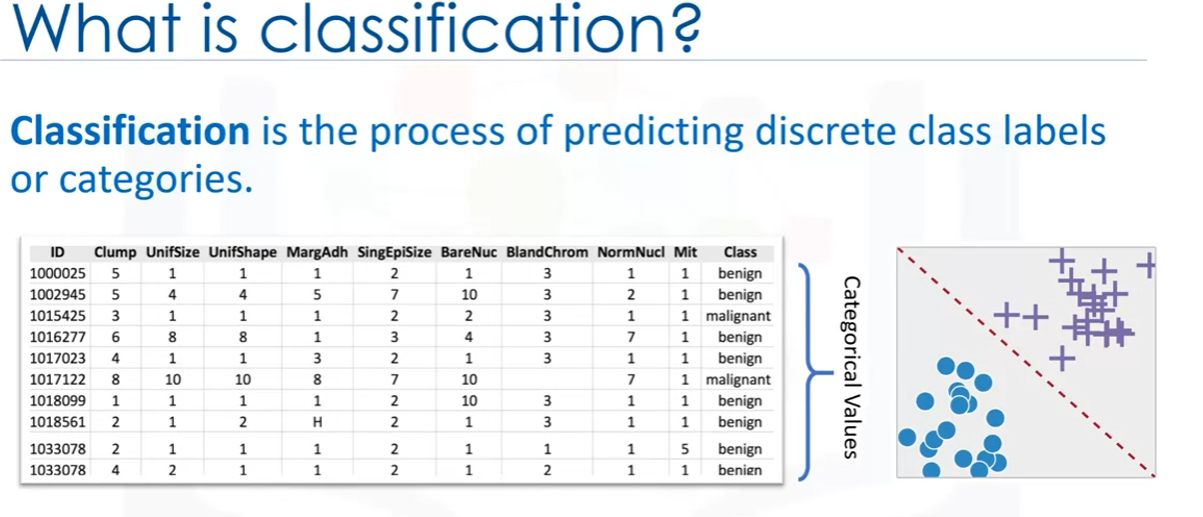 What is classification?
Classification is the process of predicting discrete class labels
or categories.
ID Clump UnifSize UnifShape MargAdh SingEpiSize BareNuc BlandChrom NormNucl Mit Class
1000025 5 1 1 1 2 1 3 1 1 benign
1002945 5 4 4 5 7 10 3 2 1 benign
1015425 3 1 1 1 2 2 3 1 1 malignant
1016277 6 8 8 1 3 4 3 7 1 benign
1017023 4 1 1 3 2 1 3 1 1 benign
1017122 8 10 10 8 7 10 7 1 malignant
1018099 1 1 1 1 2 10 3 1 1 benign
1018561 2 1 2 H 2 1 3 1 1 benign
1033078 2 1 1 1 2 1 1 1 5 benign
1033078 4 2 1 1 2 1 2 1 1 benign
Categorical Values